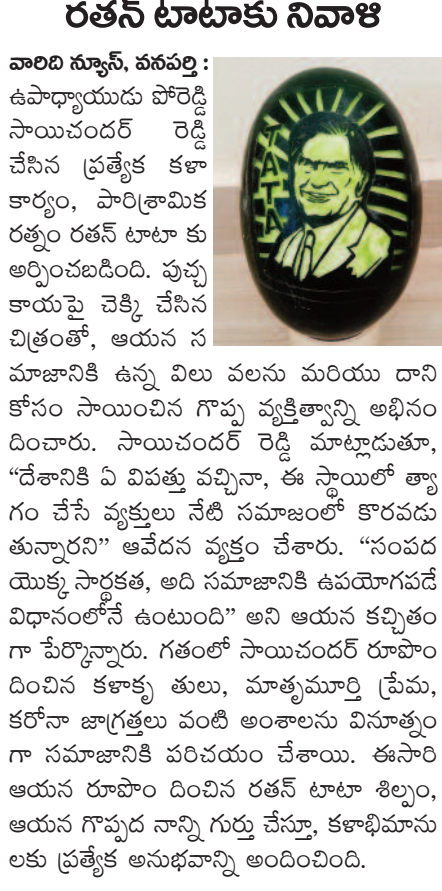 రతన్ టాటాకు నివాళి
వారిది న్యూస్, వనపర్తి :
ఉపాధ్యాయుడు పోరెడ్డి
సాయిచందర్ రెడ్డి
చేసిన ప్రత్యేక కళా
కార్యం, పారిశ్రామిక
రత్నం రతన్ టాటా కు
అర్పించబడింది. పుచ్చ
కాయపై చెక్కి చేసిన
చిత్రంతో, ఆయన స
TATA
మాజానికి ఉన్న విలు వలను మరియు దాని
కోసం సాయించిన గొప్ప వ్యక్తిత్వాన్ని అభినం
దించారు. సాయిచందర్ రెడ్డి మాట్లాడుతూ,
“దేశానికి ఏ విపత్తు వచ్చినా, ఈ స్థాయిలో త్యా
గం చేసే వ్యక్తులు నేటి సమాజంలో కొరవడు
తున్నారని” ఆవేదన వ్యక్తం చేశారు. “సంపద
యొక్క సార్థకత, అది సమాజానికి ఉపయోగపడే
విధానంలోనే ఉంటుంది” అని ఆయన కచ్చితం
గా పేర్కొన్నారు. గతంలో సాయిచందర్ రూపొం
దించిన కళాకృ తులు, మాతృమూర్తి ప్రేమ,
కరోనా జాగ్రత్తలు వంటి అంశాలను వినూత్నం
గా సమాజానికి పరిచయం చేశాయి. ఈసారి
ఆయన రూపొం దించిన రతన్ టాటా శిల్పం,
ఆయన గొప్పద నాన్ని గుర్తు చేస్తూ, కళాభిమాను
లకు ప్రత్యేక అనుభవాన్ని అందించింది.